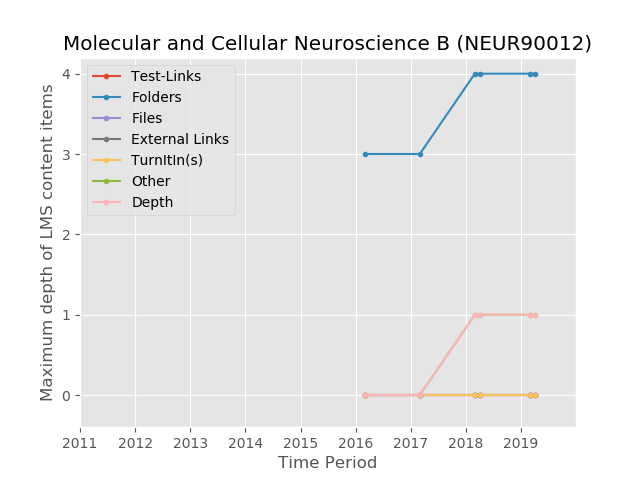 Molecular and Cellular Neuroscience B (NEUR90012)
Maximum depth of LMS content items
4
3
2
1
0
Test-Links
Folders
Files
External Links
TurnItIn(s)
Other
Depth
2011 2012 2013 2014 2015 2016 2017 2018 2019
Time Period